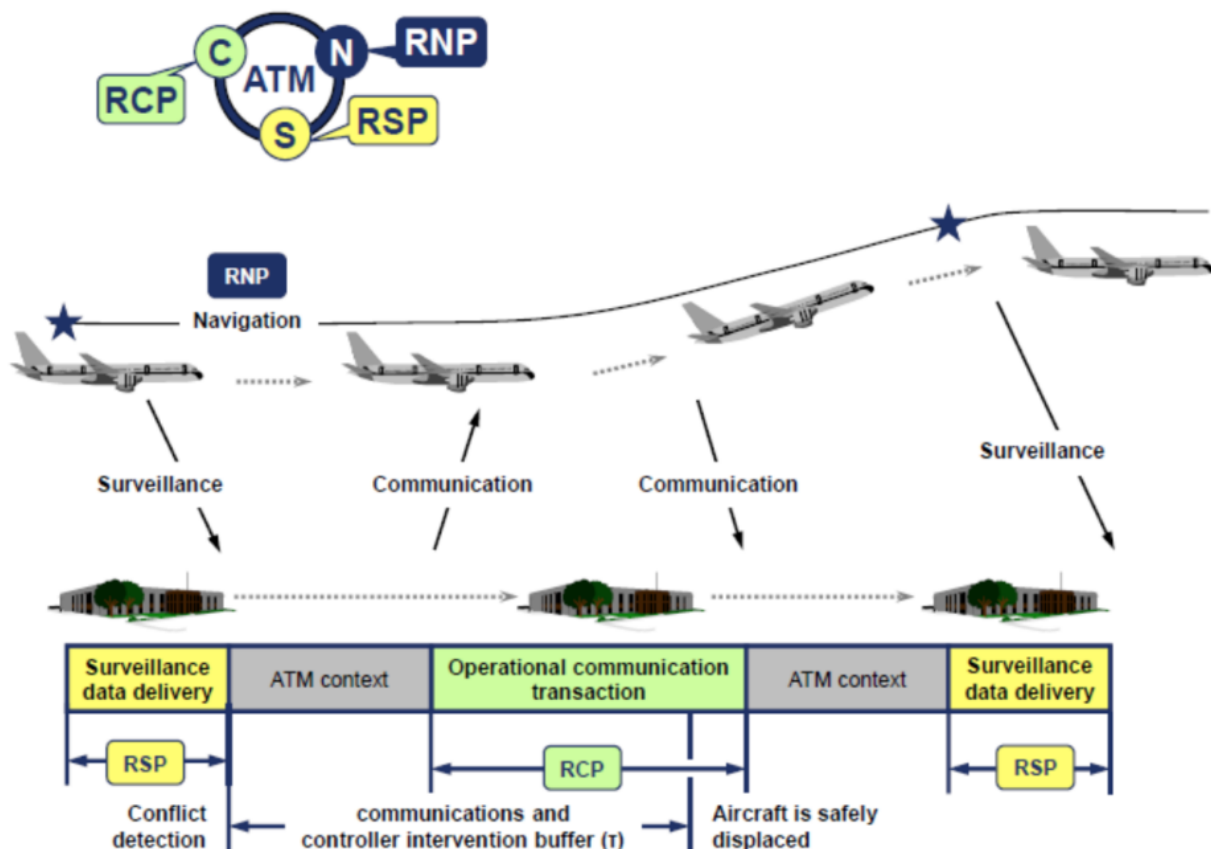 C
N
RNP
ATM
RCP
S
RSP
RNP
Navigation
Surveillance
Communication
Communication
Surveillance
Surveillance
data delivery
ATM context
Operational communication
transaction
ATM context
Surveillance
data delivery
RSP
RCP
RSP
Conflict
detection
communications and
controller intervention buffer (τ)
Aircraft is safely
displaced